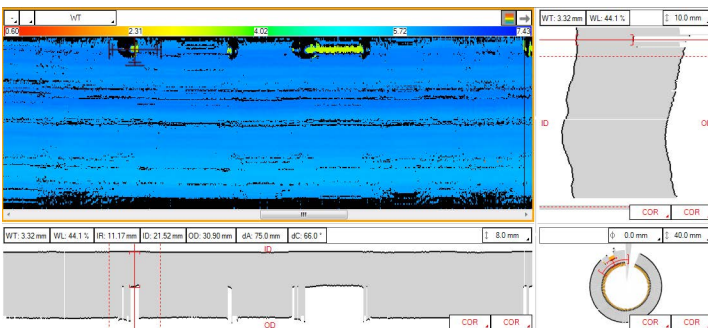 WT
WT: 3.32 mm WL: 44.1 % 10.0 mm
0.60 2.31 4.02 5.72 7.43
ID
COR COR
WT: 3.32 mm WL: 44.1 % IR: 11.17 mm ID: 21.52 mm OD: 30.90 mm dA: 75.0 mm dC: 66.0 ° 8.0 mm
Φ 0.0 mm 40.0 mm
ID
OD
COR COR
COR COR